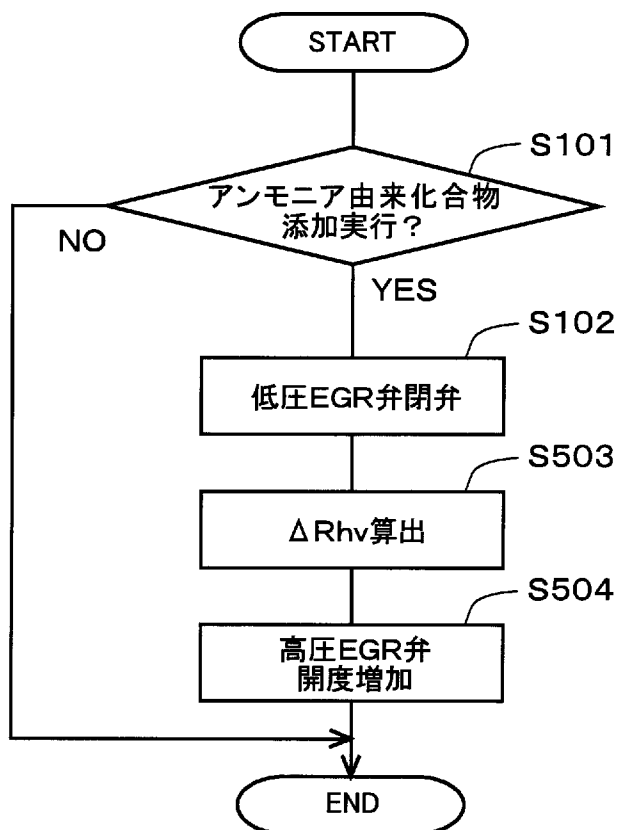 START
S101
アンモニア由来化合物
添加実行？
NO
YES
S102
低圧EGR弁閉弁
S503
ΔRhv算出
S504
高圧EGR弁
開度増加
END